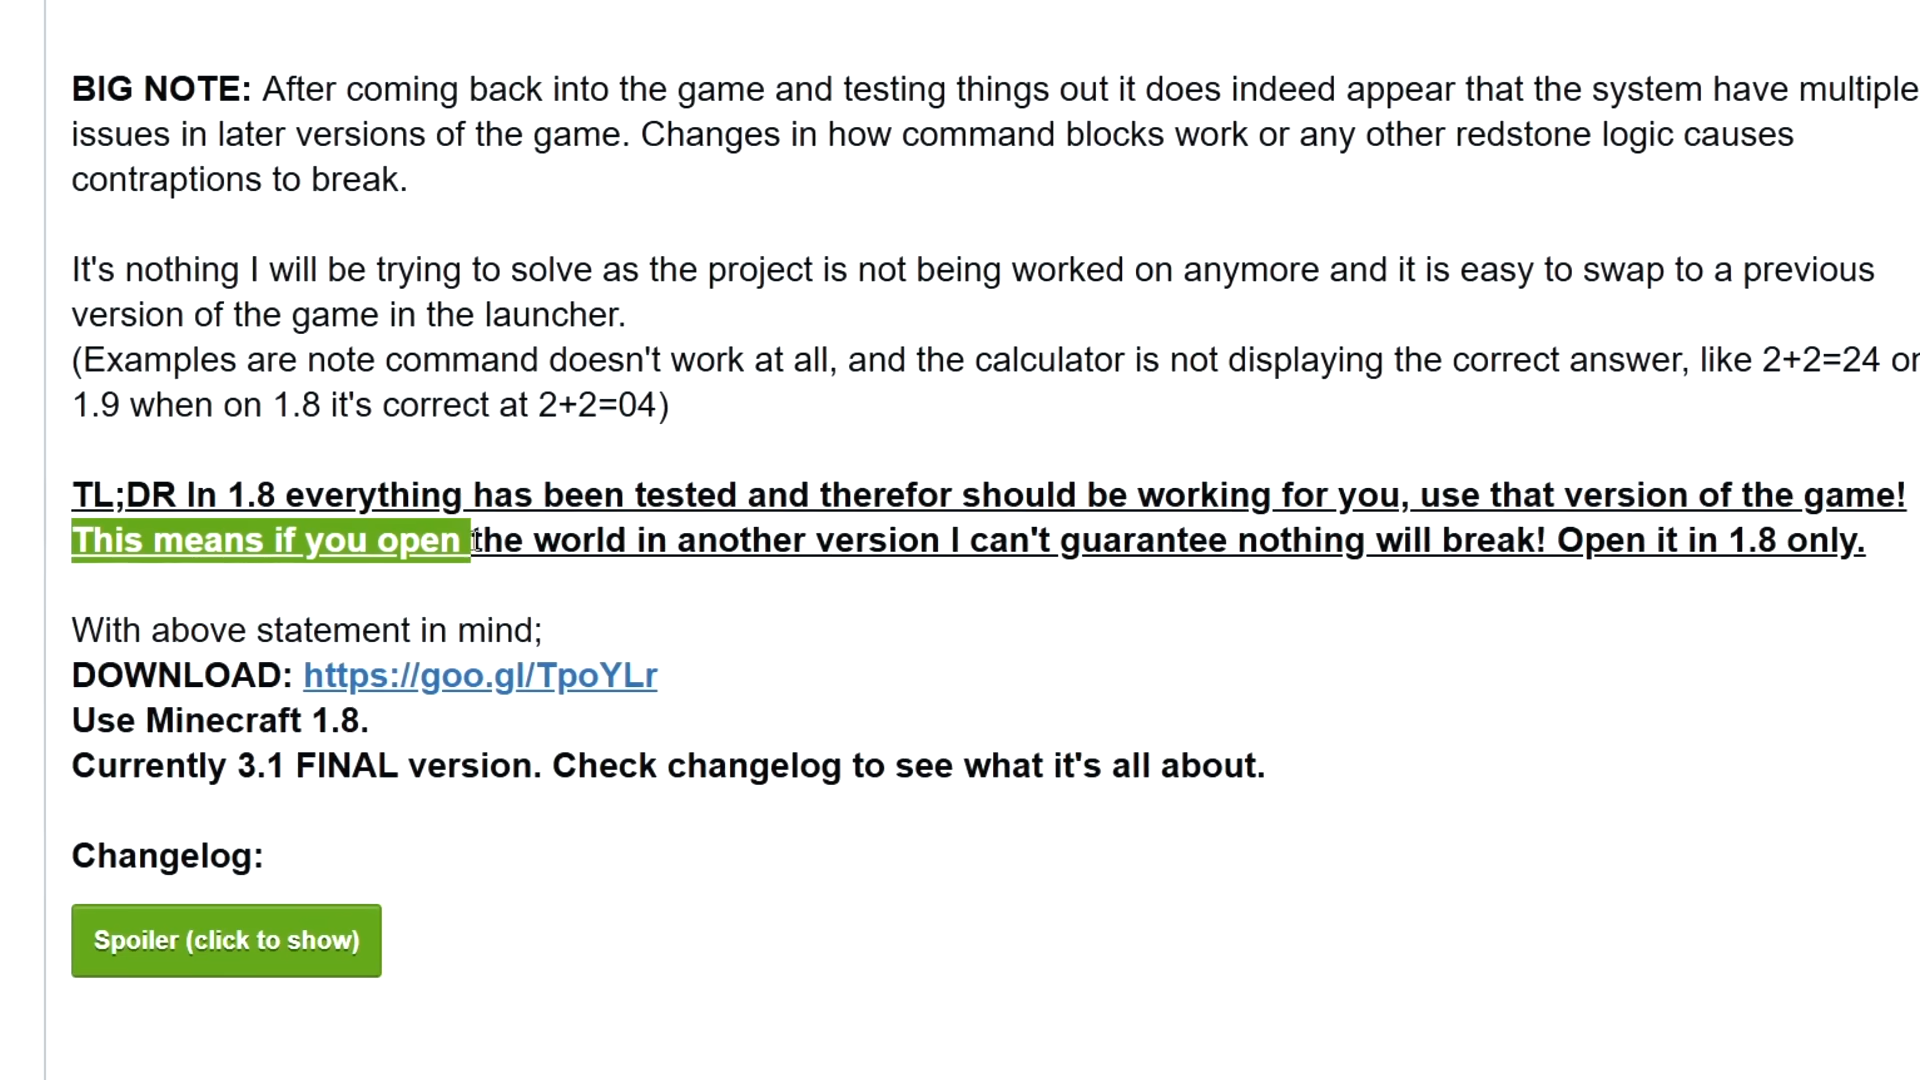 BIG NOTE: After coming back into the game and testing things out it does indeed appear that the system have multiple
issues in later versions of the game. Changes in how command blocks work or any other redstone logic causes
contraptions to break.
It's nothing I will be trying to solve as the project is not being worked on anymore and it is easy to swap to a previous
version of the game in the launcher.
(Examples are note command doesn't work at all, and the calculator is not displaying the correct answer, like 2+2=24 on
1.9 when on 1.8 it's correct at 2+2=04)
TL;DR In 1.8 everything has been tested and therefor should be working for you, use that version of the game!
This means if you open the world in another version I can't guarantee nothing will break! Open it in 1.8 only.
With above statement in mind;
DOWNLOAD: https://goo.gl/TpoYLr
Use Minecraft 1.8.
Currently 3.1 FINAL version. Check changelog to see what it's all about.
Changelog:
Spoiler (click to show)